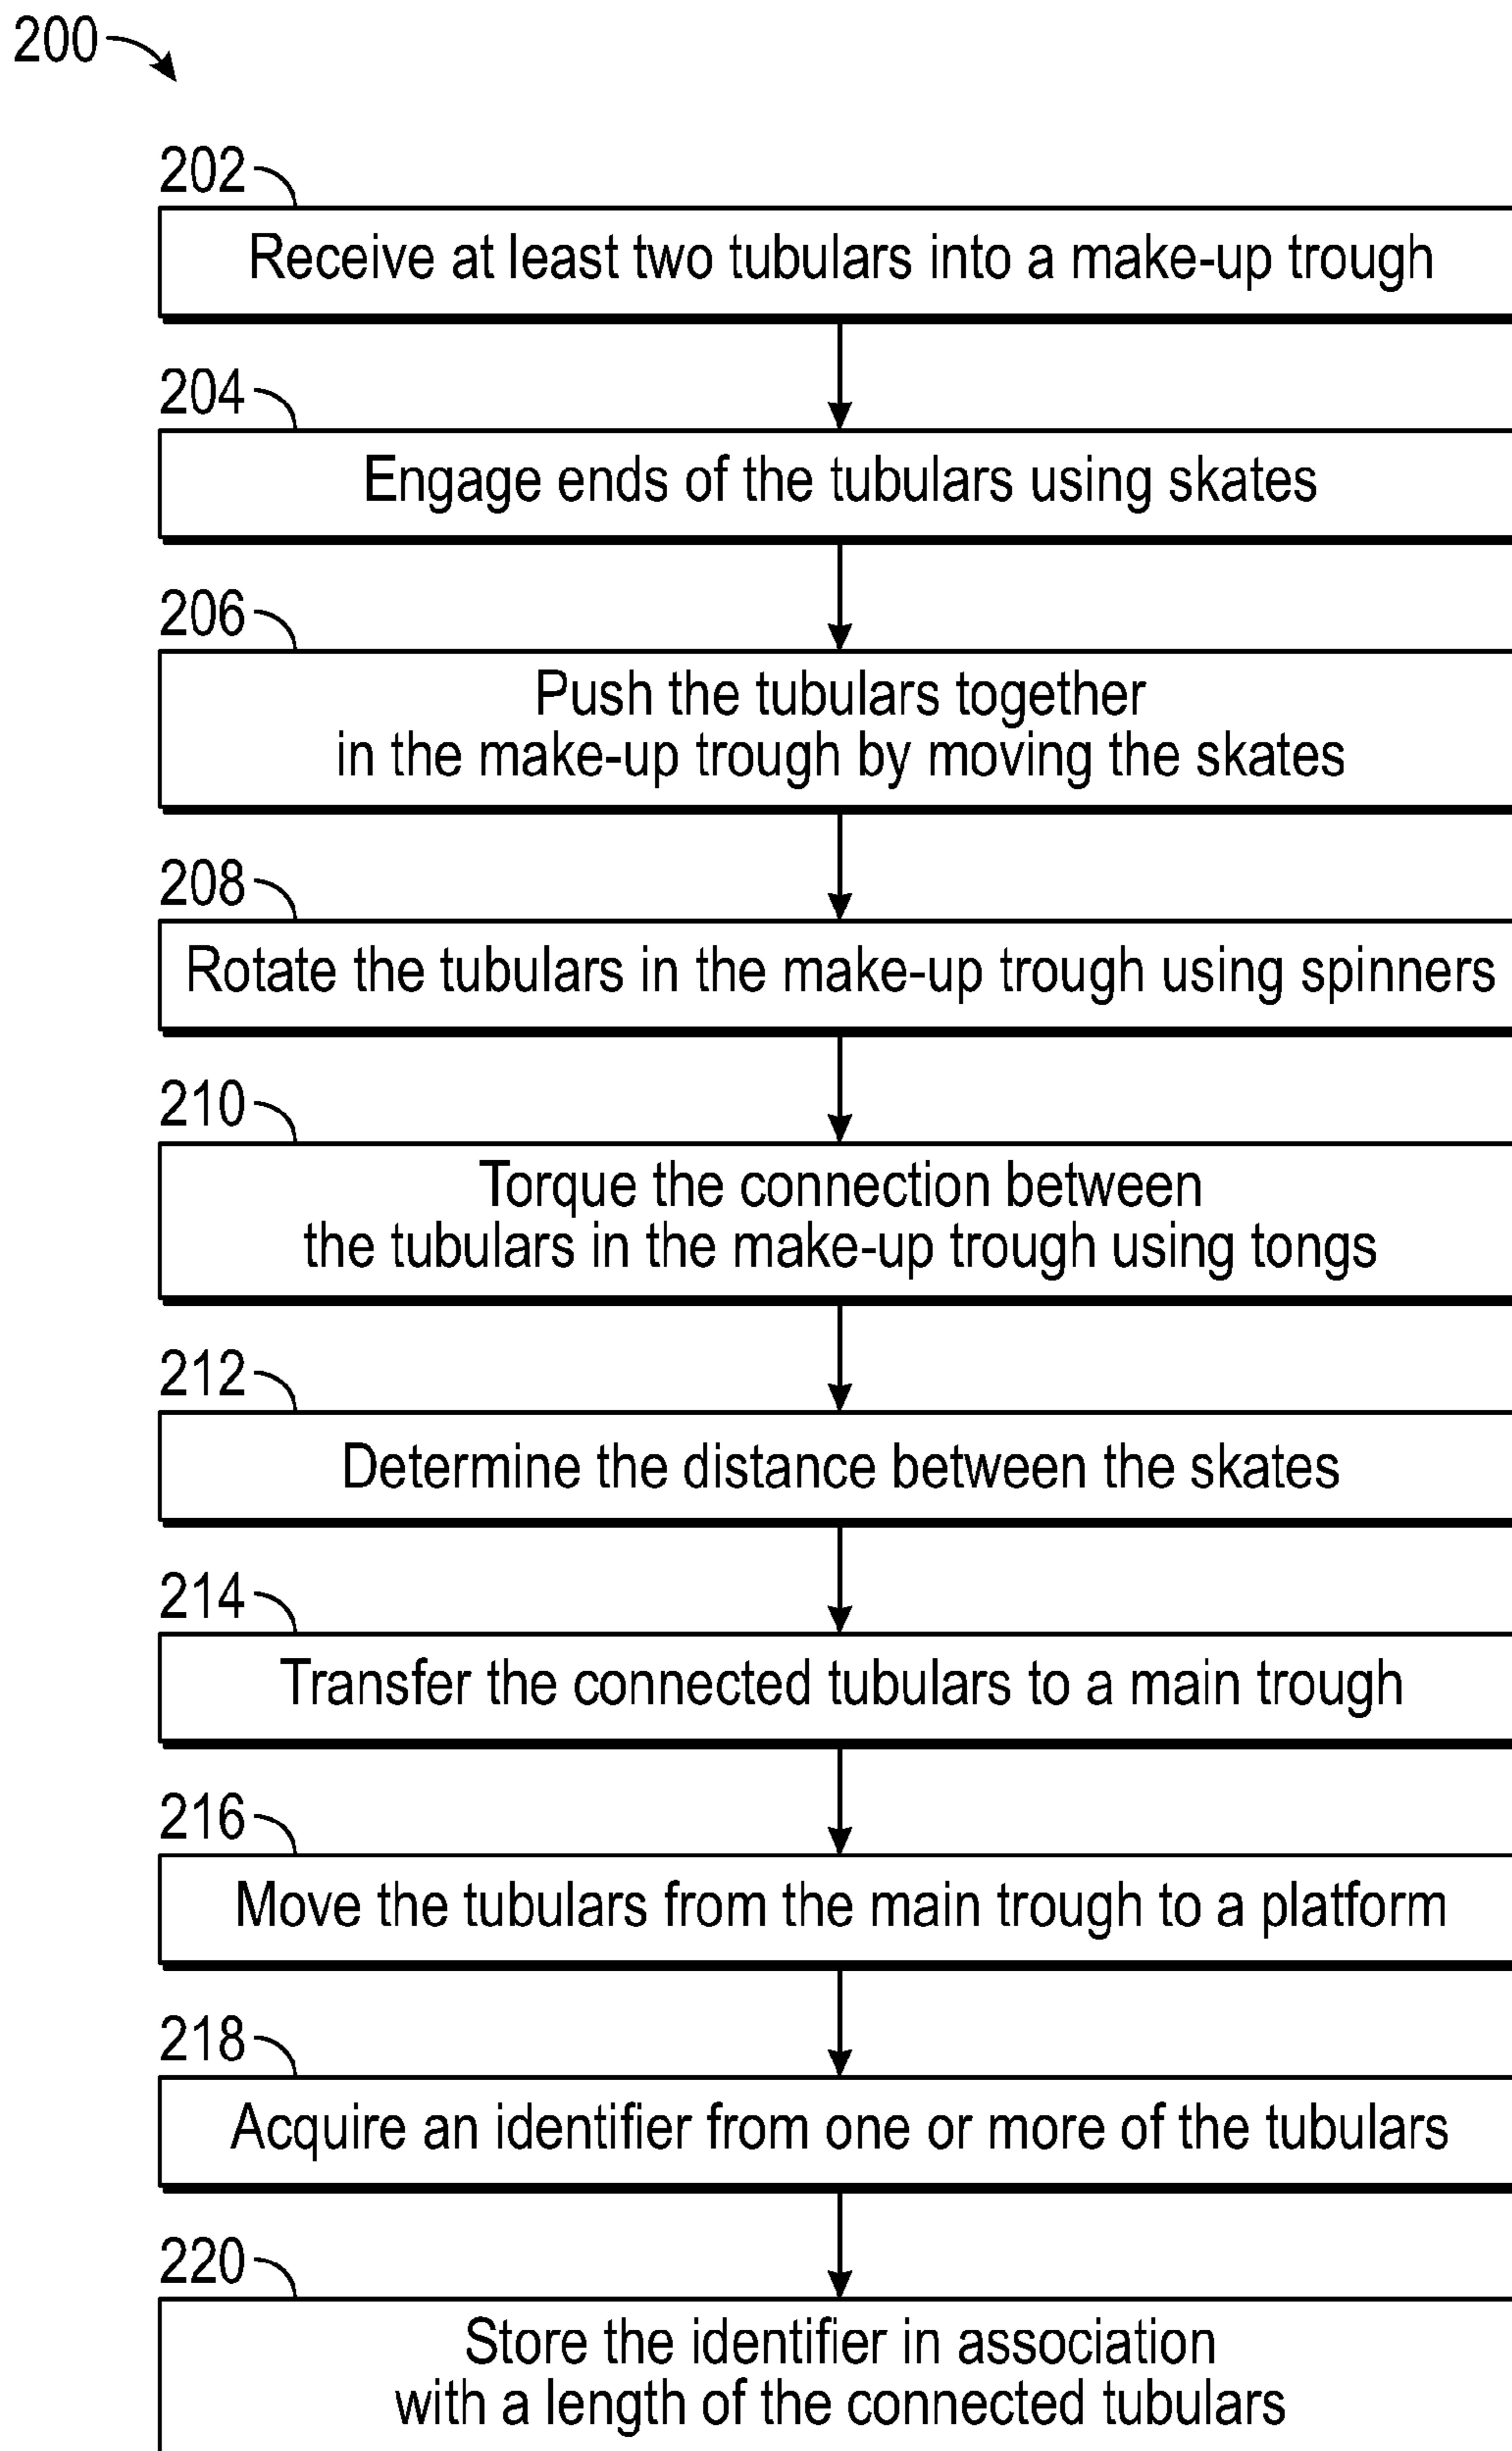 200
202
Receive at least two tubulars into a make-up trough
204
Engage ends of the tubulars using skates
206
Push the tubulars together
in the make-up trough by moving the skates
208
Rotate the tubulars in the make-up trough using spinners
210
Torque the connection between
the tubulars in the make-up trough using tongs
212
Determine the distance between the skates
214
Transfer the connected tubulars to a main trough
216
Move the tubulars from the main trough to a platform
218
Acquire an identifier from one or more of the tubulars
220
Store the identifier in association
with a length of the connected tubulars